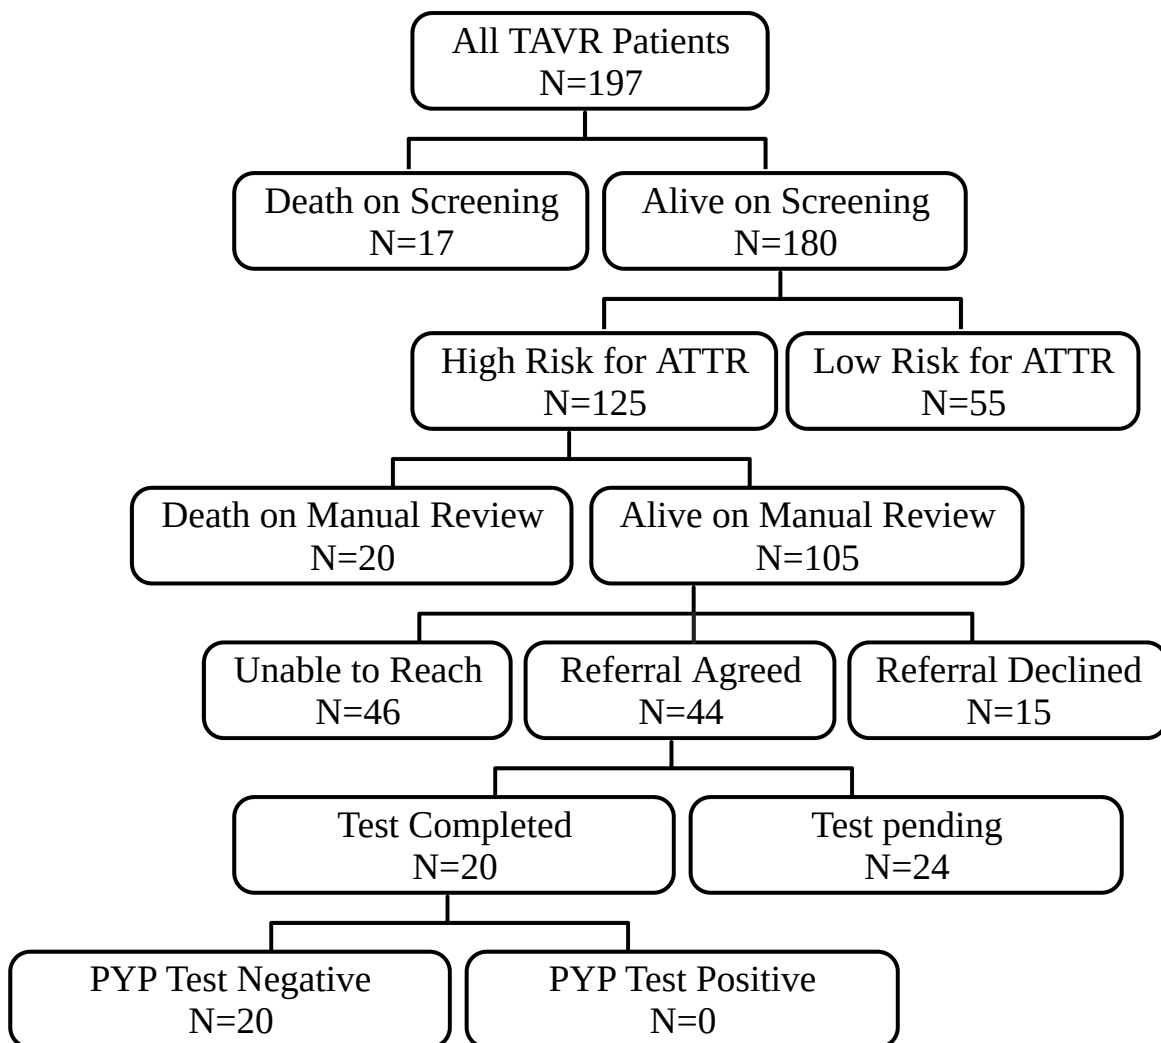 All TAVR Patients
N=197
Death on Screening
N=17
Alive on Screening
N=180
High Risk for ATTR
N=125
Low Risk for ATTR
N=55
Death on Manual Review
N=20
Alive on Manual Review
N=105
Unable to Reach
N=46
Referral Agreed
N=44
Referral Declined
N=15
Test Completed
N=20
Test pending
N=24
PYP Test Negative
N=20
PYP Test Positive
N=0